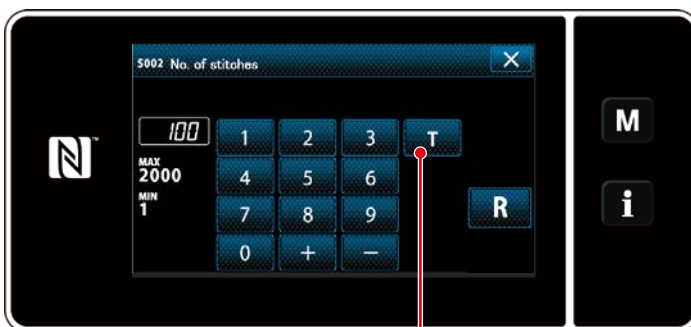 S002 No. of stitches
100
1 2 3 T
MAX
2000
4 5 6
MIN
1
7 8 9
R
0 + −
M
i
N
™